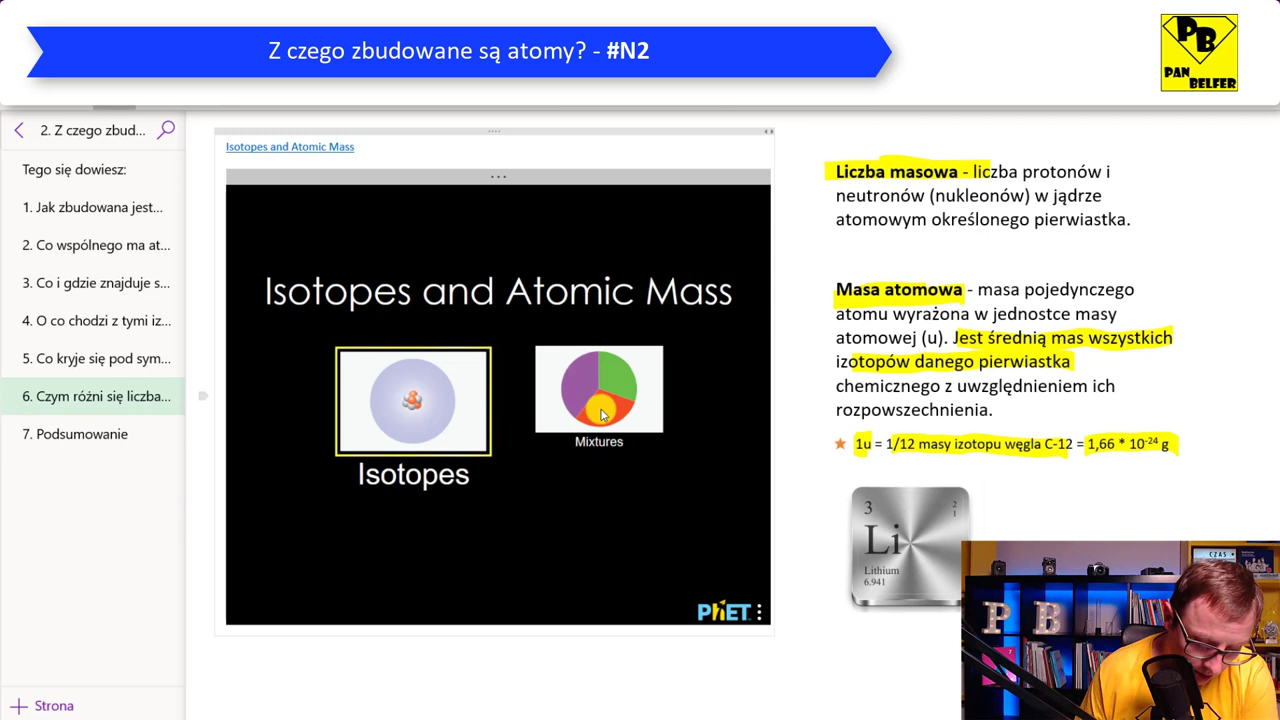 Z czego zbudowane są atomy? - #N2
PB
PAN
BELFER
2. Z czego zbud...
Tego się dowiesz:
1. Jak zbudowana jest...
2. Co wspólnego ma at...
3. Co i gdzie znajduje s...
4. O co chodzi z tymi iz...
5. Co kryje się pod sym...
6. Czym różni się liczba...
7. Podsumowanie
Strona
Isotopes and Atomic Mass
Isotopes and Atomic Mass
Isotopes
Mixtures
PhET
Liczba masowa - liczba protonów i
neutronów (nukleonów) w jądrze
atomowym określonego pierwiastka.
Masa atomowa - masa pojedynczego
atomu wyrażona w jednostce masy
atomowej (u). Jest średnią mas wszystkich
izotopów danego pierwiastka
chemicznego z uwzględnieniem ich
rozpowszechnienia.
1u = 1/12 masy izotopu węgla C-12 = 1,66 * 10⁻²⁴ g
3
2
1
Li
Lithium
6.941
CZAS
P B